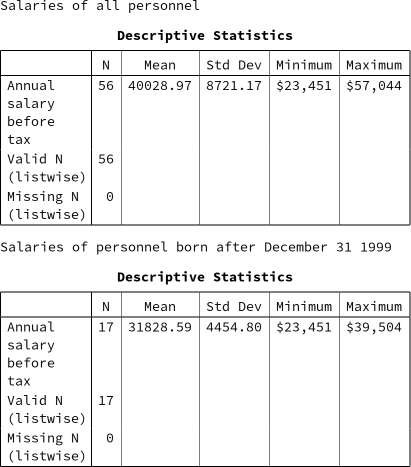 Salaries of all personnel
Descriptive Statistics
N Mean Std Dev Minimum Maximum
Annual 56 40028.97 8721.17 $23,451 $57,044
salary
before
tax
Valid N 56
(listwise)
Missing N 0
(listwise)
Salaries of personnel born after December 31 1999
Descriptive Statistics
N Mean Std Dev Minimum Maximum
Annual 17 31828.59 4454.80 $23,451 $39,504
salary
before
tax
Valid N 17
(listwise)
Missing N 0
(listwise)